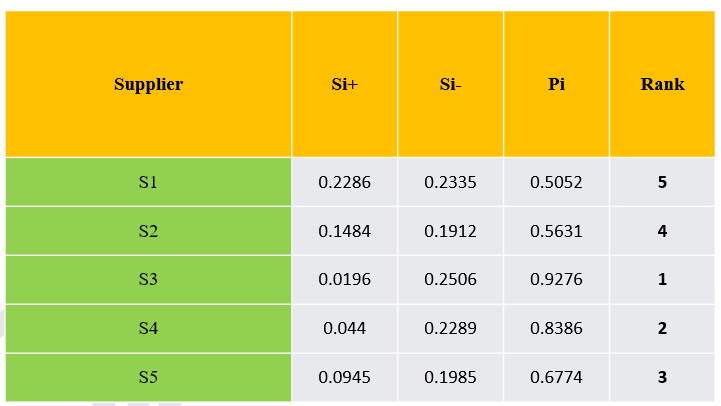 Supplier Si+ Si- Pi Rank
S1 0.2286 0.2335 0.5052 5
S2 0.1484 0.1912 0.5631 4
S3 0.0196 0.2506 0.9276 1
S4 0.044 0.2289 0.8386 2
S5 0.0945 0.1985 0.6774 3